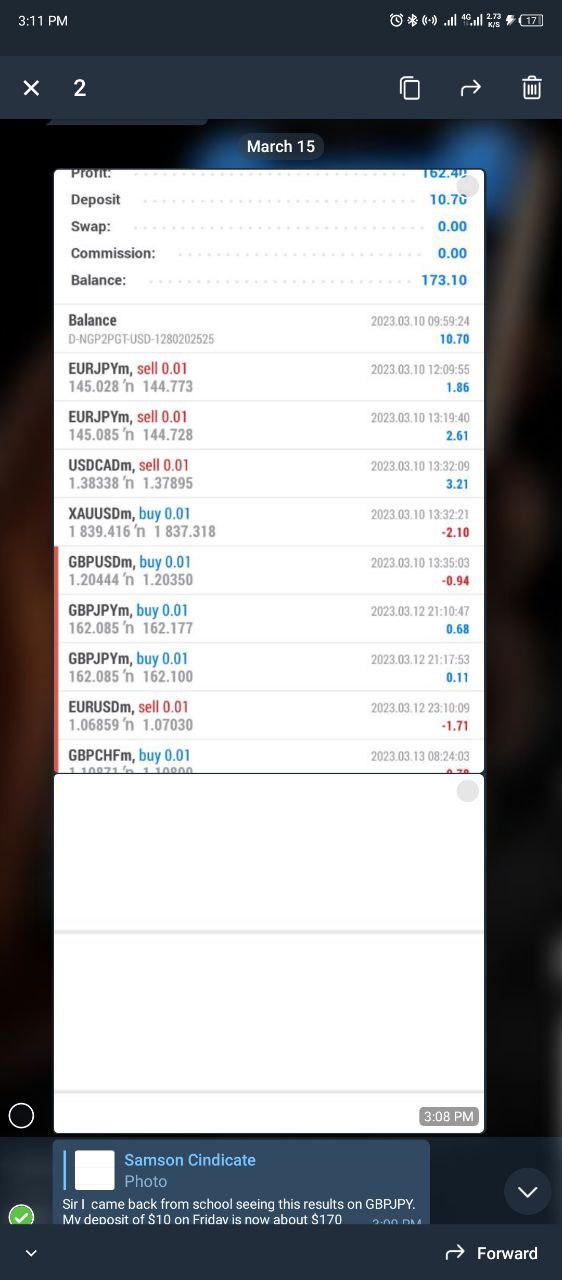 3:11 PM
4G 2.73 K/S 17
2
March 15
Profit: 162.40
Deposit 10.70
Swap: 0.00
Commission: 0.00
Balance: 173.10
Balance 2023.03.10 09:59:24
D-NGP2PGT-USD-1280202525 10.70
EURJPYm, sell 0.01 2023.03.10 12:09:55
145.028 'n 144.773 1.86
EURJPYm, sell 0.01 2023.03.10 13:19:40
145.085 'n 144.728 2.61
USDCADm, sell 0.01 2023.03.10 13:32:09
1.38338 'n 1.37895 3.21
XAUUSDm, buy 0.01 2023.03.10 13:32:21
1 839.416 'n 1 837.318 -2.10
GBPUSDm, buy 0.01 2023.03.10 13:35:03
1.20444 'n 1.20350 -0.94
GBPJPYm, buy 0.01 2023.03.12 21:10:47
162.085 'n 162.177 0.68
GBPJPYm, buy 0.01 2023.03.12 21:17:53
162.085 'n 162.100 0.11
EURUSDm, sell 0.01 2023.03.12 23:10:09
1.06859 'n 1.07030 -1.71
GBPCHFm, buy 0.01 2023.03.13 08:24:03
3:08 PM
Samson Cindicate
Photo
Sir I came back from school seeing this results on GBPJPY.
My deposit of $10 on Friday is now about $170
Forward